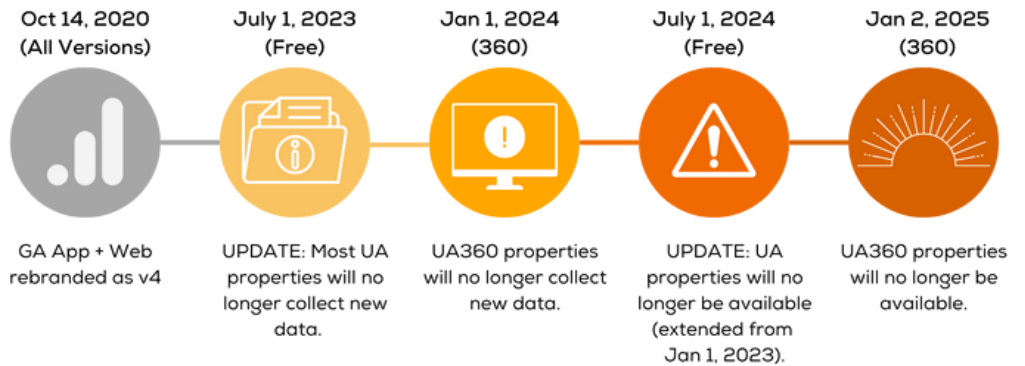 Oct 14, 2020
(All Versions)
July 1, 2023
(Free)
Jan 1, 2024
(360)
July 1, 2024
(Free)
Jan 2, 2025
(360)
GA App + Web
rebranded as v4
UPDATE: Most UA
properties will no
longer collect new
data.
UA360 properties
will no longer collect
new data.
UPDATE: UA
properties will no
longer be available
(extended from
Jan 1, 2023).
UA360 properties
will no longer be
available.